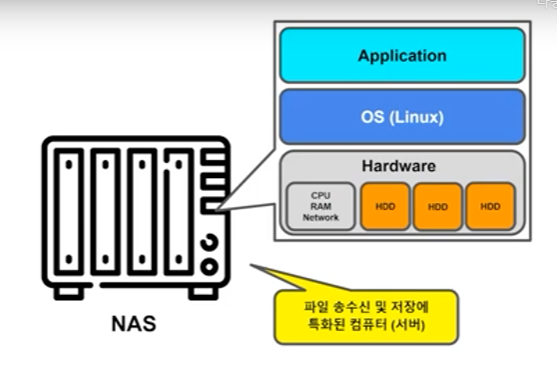 Application
OS (Linux)
Hardware
CPU
RAM
Network
HDD
HDD
HDD
NAS
파일 송수신 및 저장에
특화된 컴퓨터 (서버)